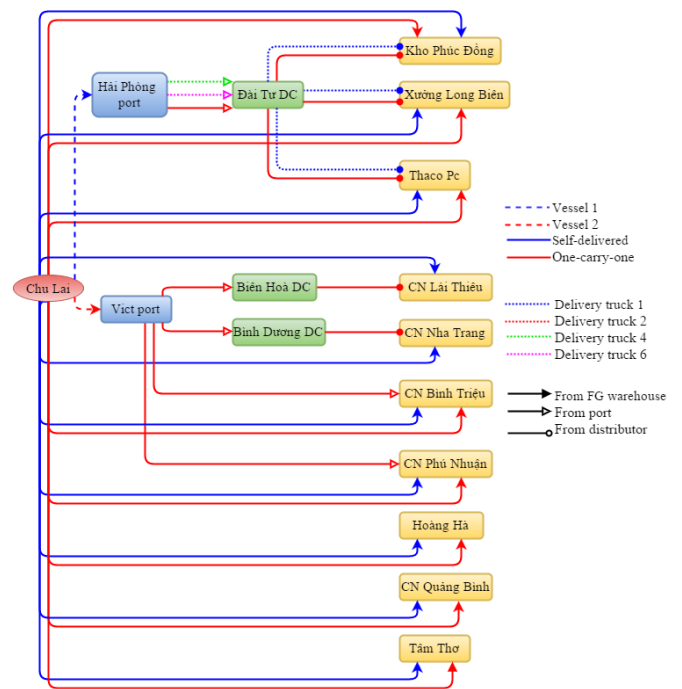 Kho Phúc Đồng
Hải Phòng
port
Đài Tư DC
Xưởng Long Biên
Thaco Pc
Vessel 1
Vessel 2
Self-delivered
One-carry-one
Chu Lai
Biên Hoà DC
CN Lái Thiêu
Vict port
Bình Dương DC
CN Nha Trang
Delivery truck 1
Delivery truck 2
Delivery truck 4
Delivery truck 6
CN Bình Triệu
From FG warehouse
From port
From distributor
CN Phú Nhuận
Hoàng Hà
CN Quảng Bình
Tâm Thơ